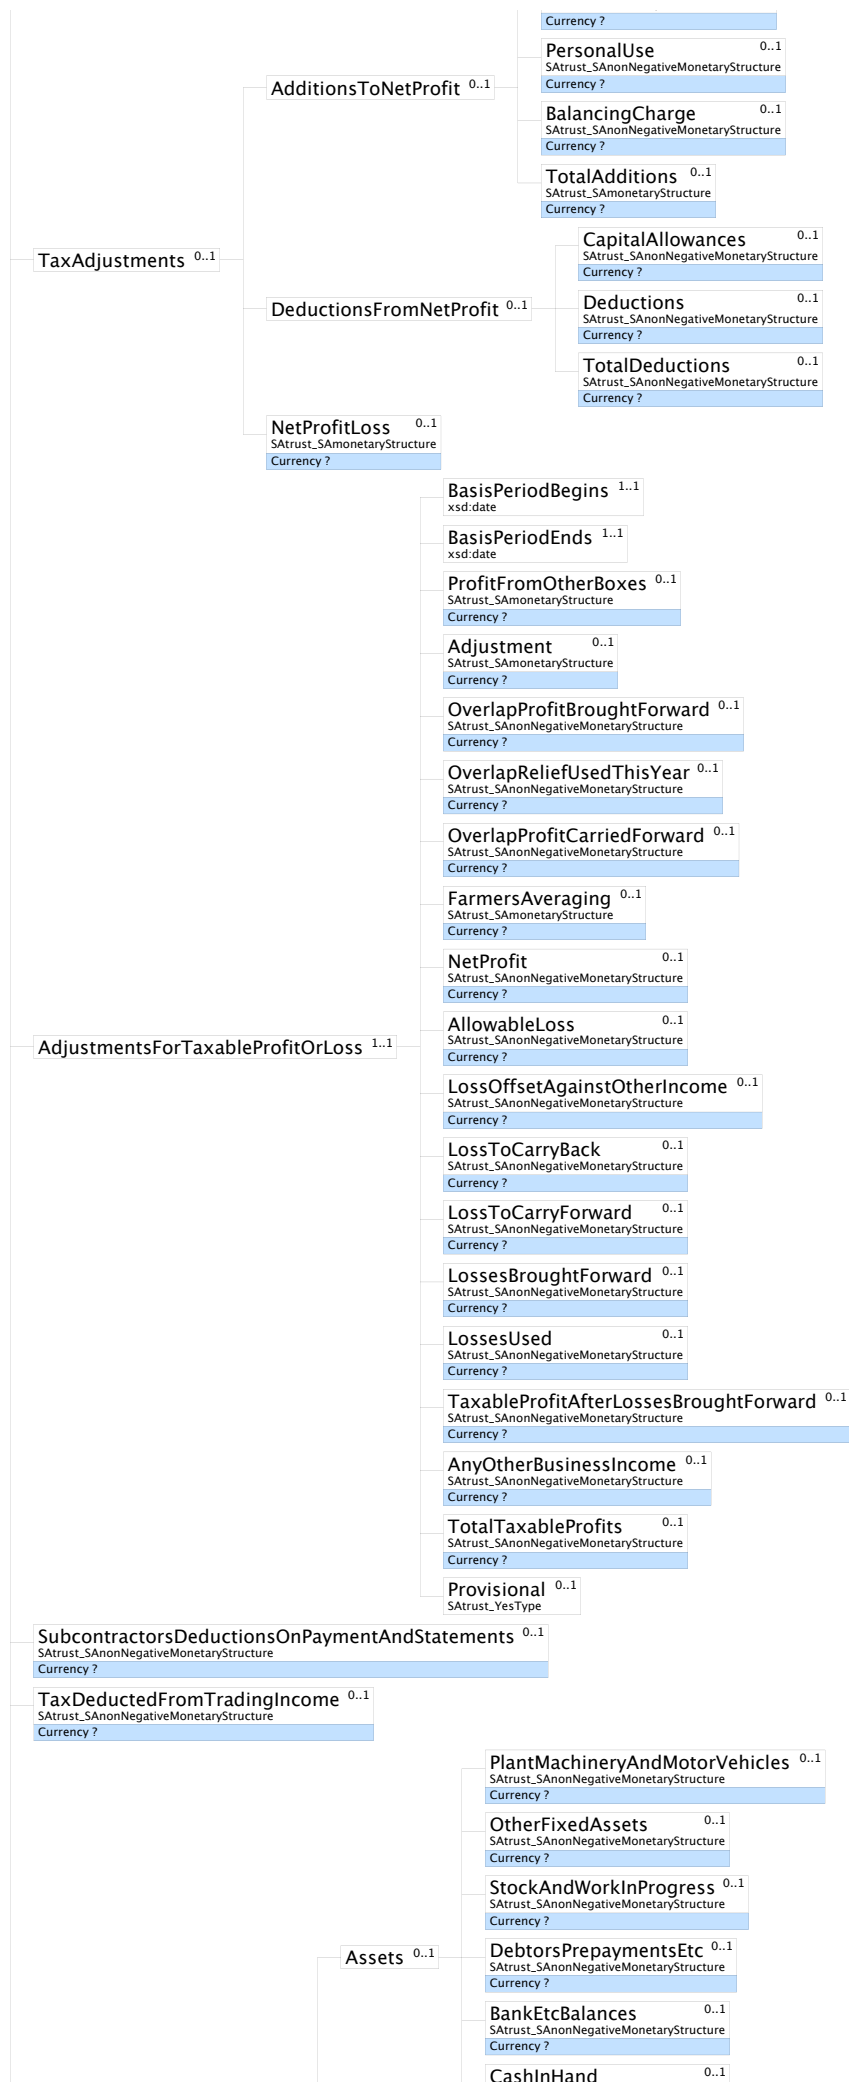 Currency ?
PersonalUse 0..1
SAtrust_SAnonNegativeMonetaryStructure
Currency ?
AdditionsToNetProfit 0..1
BalancingCharge 0..1
SAtrust_SAnonNegativeMonetaryStructure
Currency ?
TotalAdditions 0..1
SAtrust_SAmonetaryStructure
Currency ?
TaxAdjustments 0..1
CapitalAllowances 0..1
SAtrust_SAnonNegativeMonetaryStructure
Currency ?
DeductionsFromNetProfit 0..1
Deductions 0..1
SAtrust_SAnonNegativeMonetaryStructure
Currency ?
TotalDeductions 0..1
SAtrust_SAnonNegativeMonetaryStructure
Currency ?
NetProfitLoss 0..1
SAtrust_SAmonetaryStructure
Currency ?
BasisPeriodBegins 1..1
xsd:date
BasisPeriodEnds 1..1
xsd:date
ProfitFromOtherBoxes 0..1
SAtrust_SAmonetaryStructure
Currency ?
Adjustment 0..1
SAtrust_SAmonetaryStructure
Currency ?
OverlapProfitBroughtForward 0..1
SAtrust_SAnonNegativeMonetaryStructure
Currency ?
OverlapReliefUsedThisYear 0..1
SAtrust_SAnonNegativeMonetaryStructure
Currency ?
OverlapProfitCarriedForward 0..1
SAtrust_SAnonNegativeMonetaryStructure
Currency ?
FarmersAveraging 0..1
SAtrust_SAmonetaryStructure
Currency ?
NetProfit 0..1
SAtrust_SAnonNegativeMonetaryStructure
Currency ?
AdjustmentsForTaxableProfitOrLoss 1..1
AllowableLoss 0..1
SAtrust_SAnonNegativeMonetaryStructure
Currency ?
LossOffsetAgainstOtherIncome 0..1
SAtrust_SAnonNegativeMonetaryStructure
Currency ?
LossToCarryBack 0..1
SAtrust_SAnonNegativeMonetaryStructure
Currency ?
LossToCarryForward 0..1
SAtrust_SAnonNegativeMonetaryStructure
Currency ?
LossesBroughtForward 0..1
SAtrust_SAnonNegativeMonetaryStructure
Currency ?
LossesUsed 0..1
SAtrust_SAnonNegativeMonetaryStructure
Currency ?
TaxableProfitAfterLossesBroughtForward 0..1
SAtrust_SAnonNegativeMonetaryStructure
Currency ?
AnyOtherBusinessIncome 0..1
SAtrust_SAnonNegativeMonetaryStructure
Currency ?
TotalTaxableProfits 0..1
SAtrust_SAnonNegativeMonetaryStructure
Currency ?
Provisional 0..1
SAtrust_YesType
SubcontractorsDeductionsOnPaymentAndStatements 0..1
SAtrust_SAnonNegativeMonetaryStructure
Currency ?
TaxDeductedFromTradingIncome 0..1
SAtrust_SAnonNegativeMonetaryStructure
Currency ?
PlantMachineryAndMotorVehicles 0..1
SAtrust_SAnonNegativeMonetaryStructure
Currency ?
OtherFixedAssets 0..1
SAtrust_SAnonNegativeMonetaryStructure
Currency ?
StockAndWorkInProgress 0..1
SAtrust_SAnonNegativeMonetaryStructure
Currency ?
Assets 0..1
DebtorsPrepaymentsEtc 0..1
SAtrust_SAnonNegativeMonetaryStructure
Currency ?
BankEtcBalances 0..1
SAtrust_SAnonNegativeMonetaryStructure
Currency ?
CashInHand 0..1